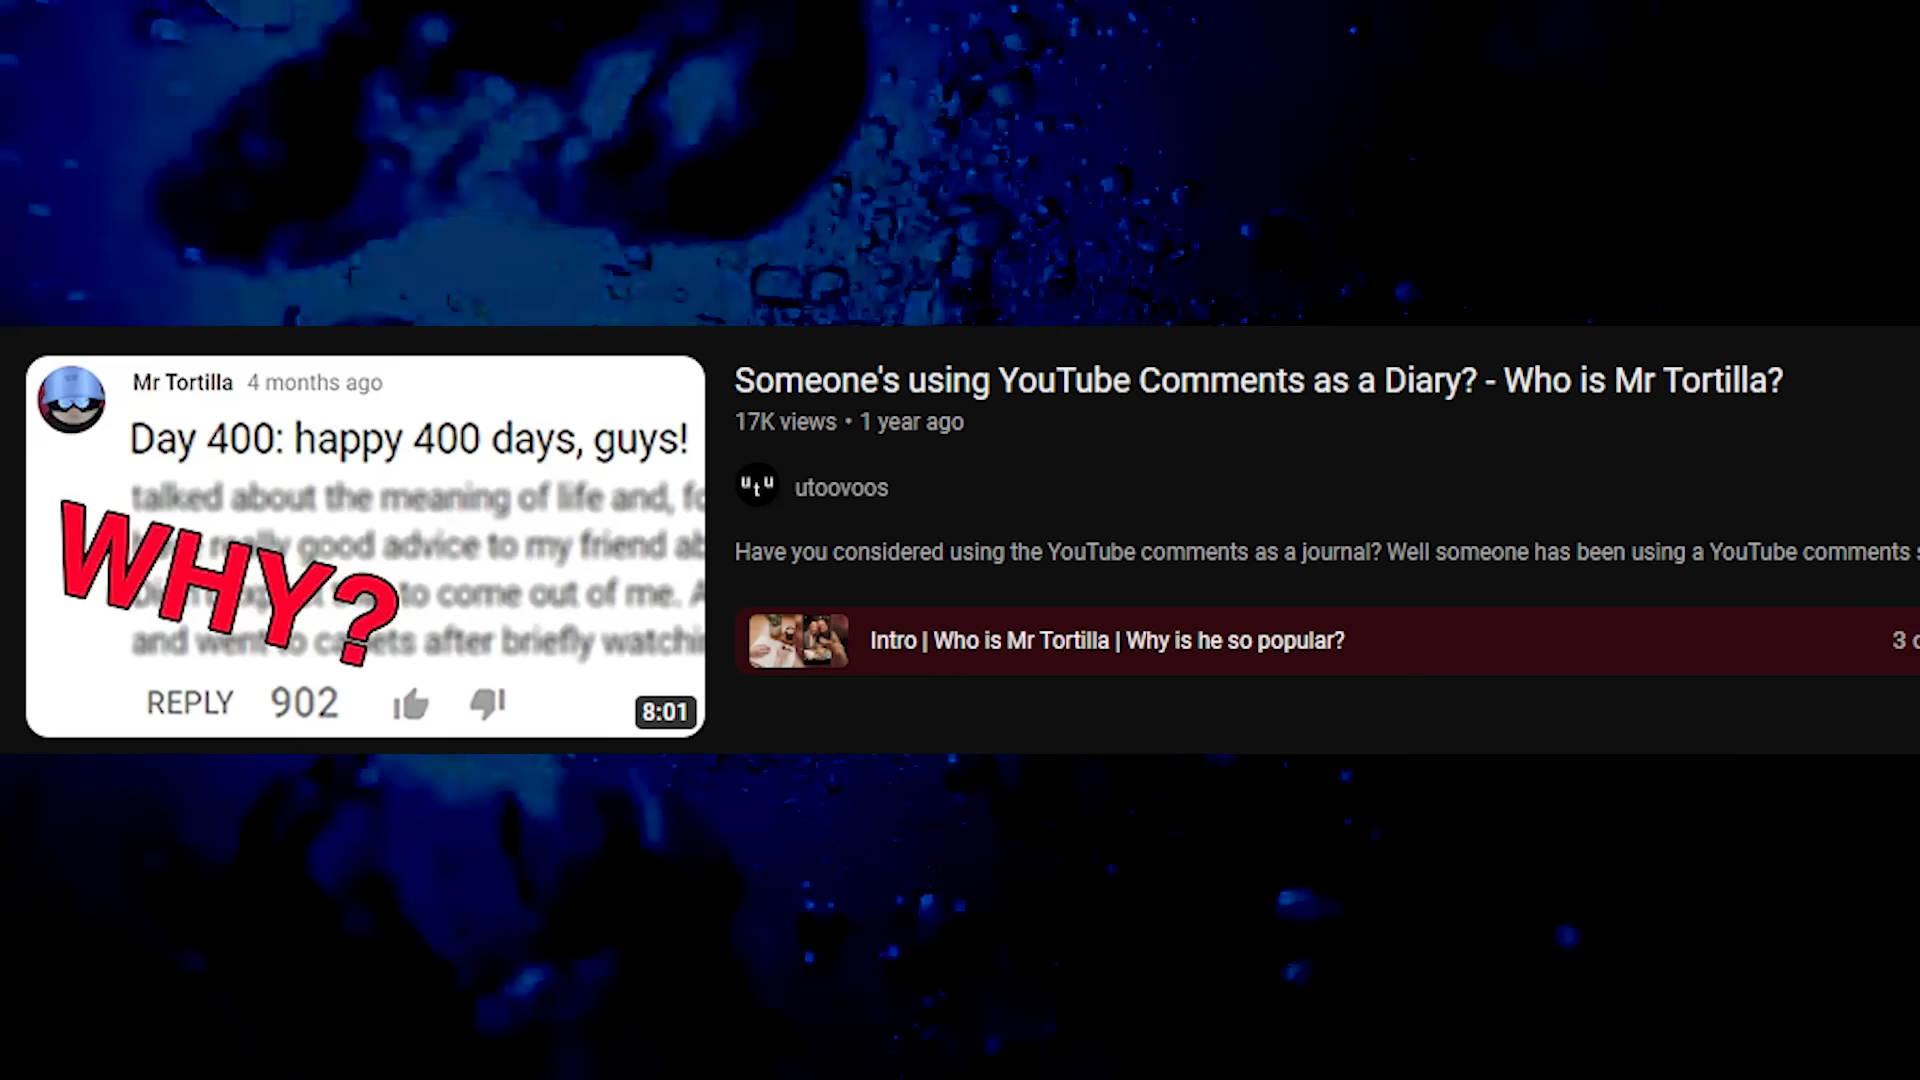 Mr Tortilla 4 months ago
Day 400: happy 400 days, guys!
talked about the meaning of life and, fo
really good advice to my friend ab
to come out of me. A
and went to carpets after briefly watchin
WHY?
REPLY 902
8:01
Someone's using YouTube Comments as a Diary? - Who is Mr Tortilla?
17K views • 1 year ago
utu utoovoos
Have you considered using the YouTube comments as a journal? Well someone has been using a YouTube comments s
Intro | Who is Mr Tortilla | Why is he so popular?
3 c